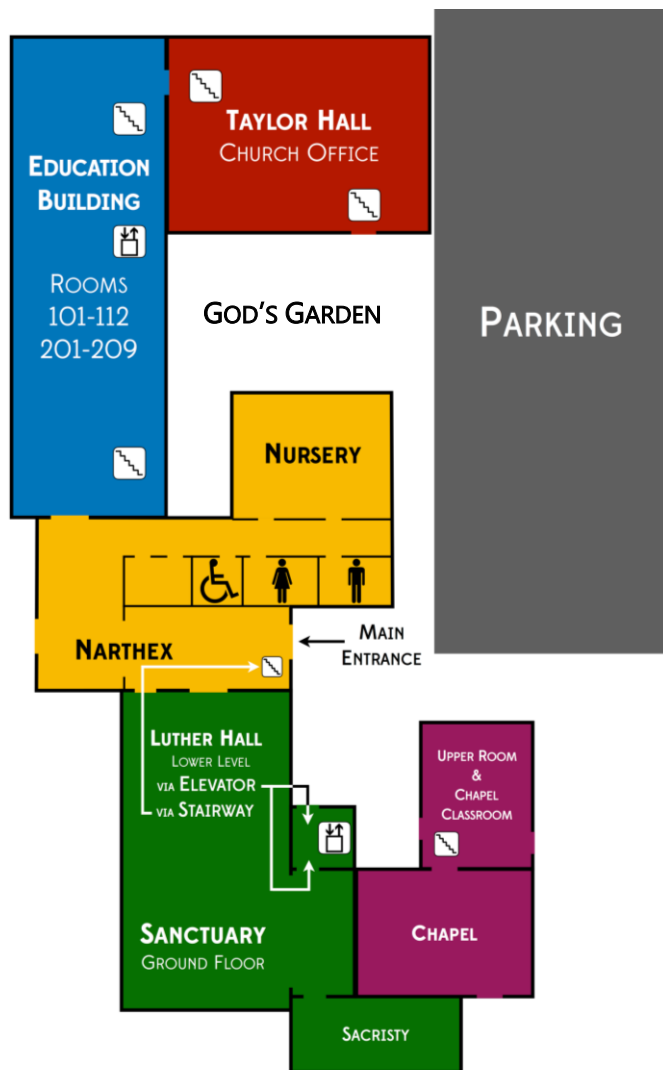 TAYLOR HALL
CHURCH OFFICE
EDUCATION
BUILDING
ROOMS
101-112
201-209
GOD'S GARDEN
PARKING
NURSERY
MAIN
ENTRANCE
NARTHEX
LUTHER HALL
LOWER LEVEL
VIA ELEVATOR
VIA STAIRWAY
UPPER ROOM
&
CHAPEL
CLASSROOM
SANCTUARY
GROUND FLOOR
CHAPEL
SACRISTY